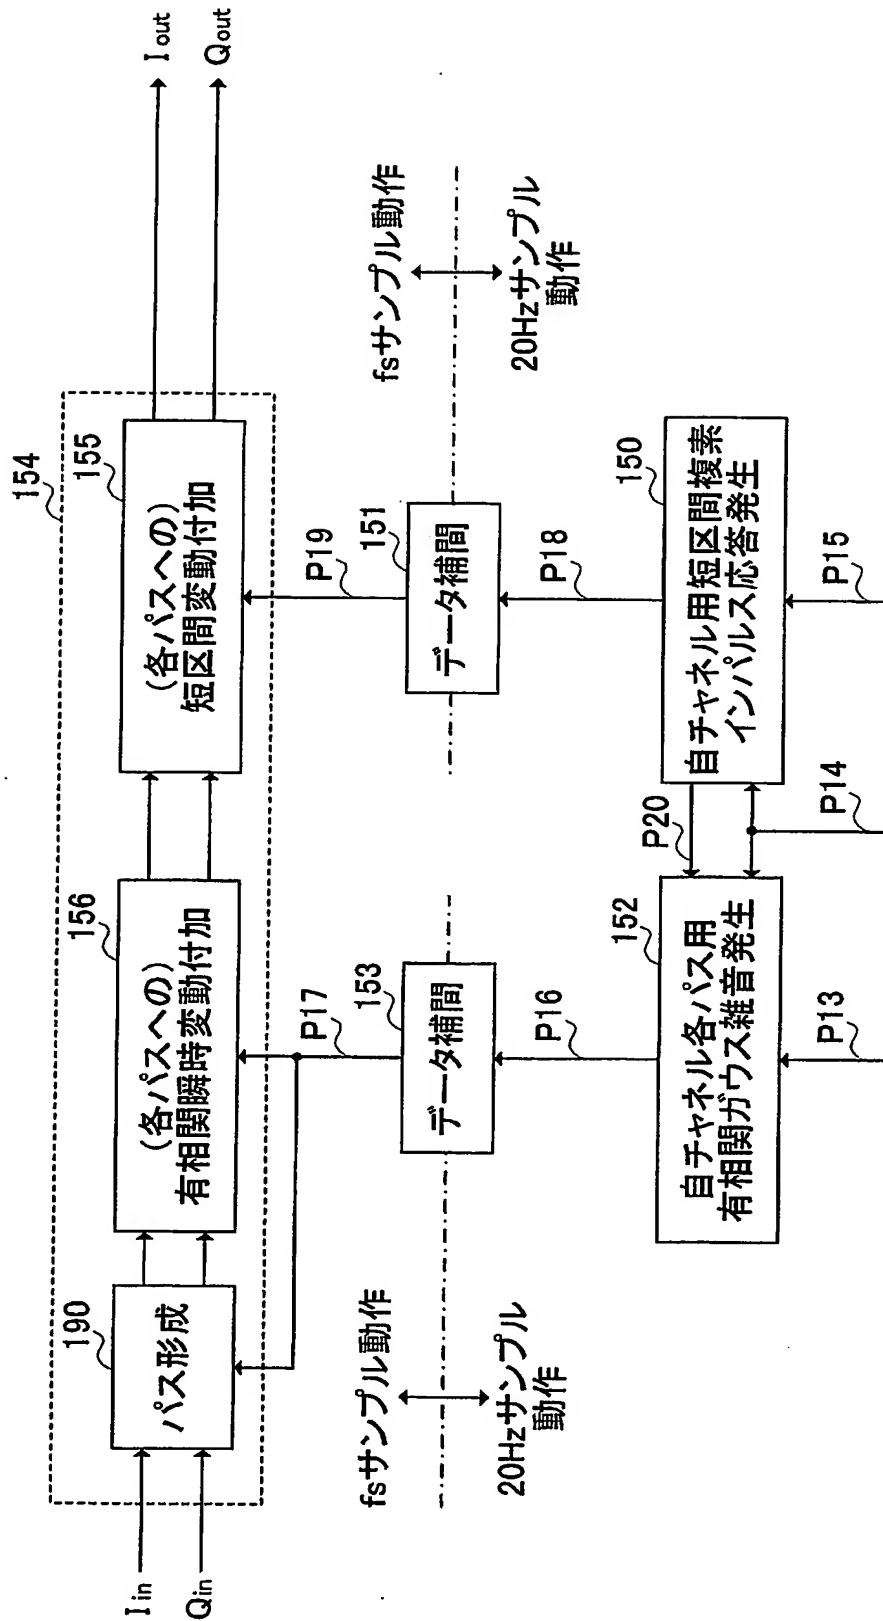 154
Iin
Qin
190
パス形成
156
(各パスへの)
有相関瞬時変動付加
155
(各パスへの)
短区間変動付加
Iout
Qout
P17
P19
fsサンプル動作
20Hzサンプル
動作
153
データ補間
151
データ補間
fsサンプル動作
20Hzサンプル
動作
P16
P18
152
自チャネル各パス用
有相関ガウス雑音発生
P20
150
自チャネル用短区間複素
インパルス応答発生
P13
P14
P15